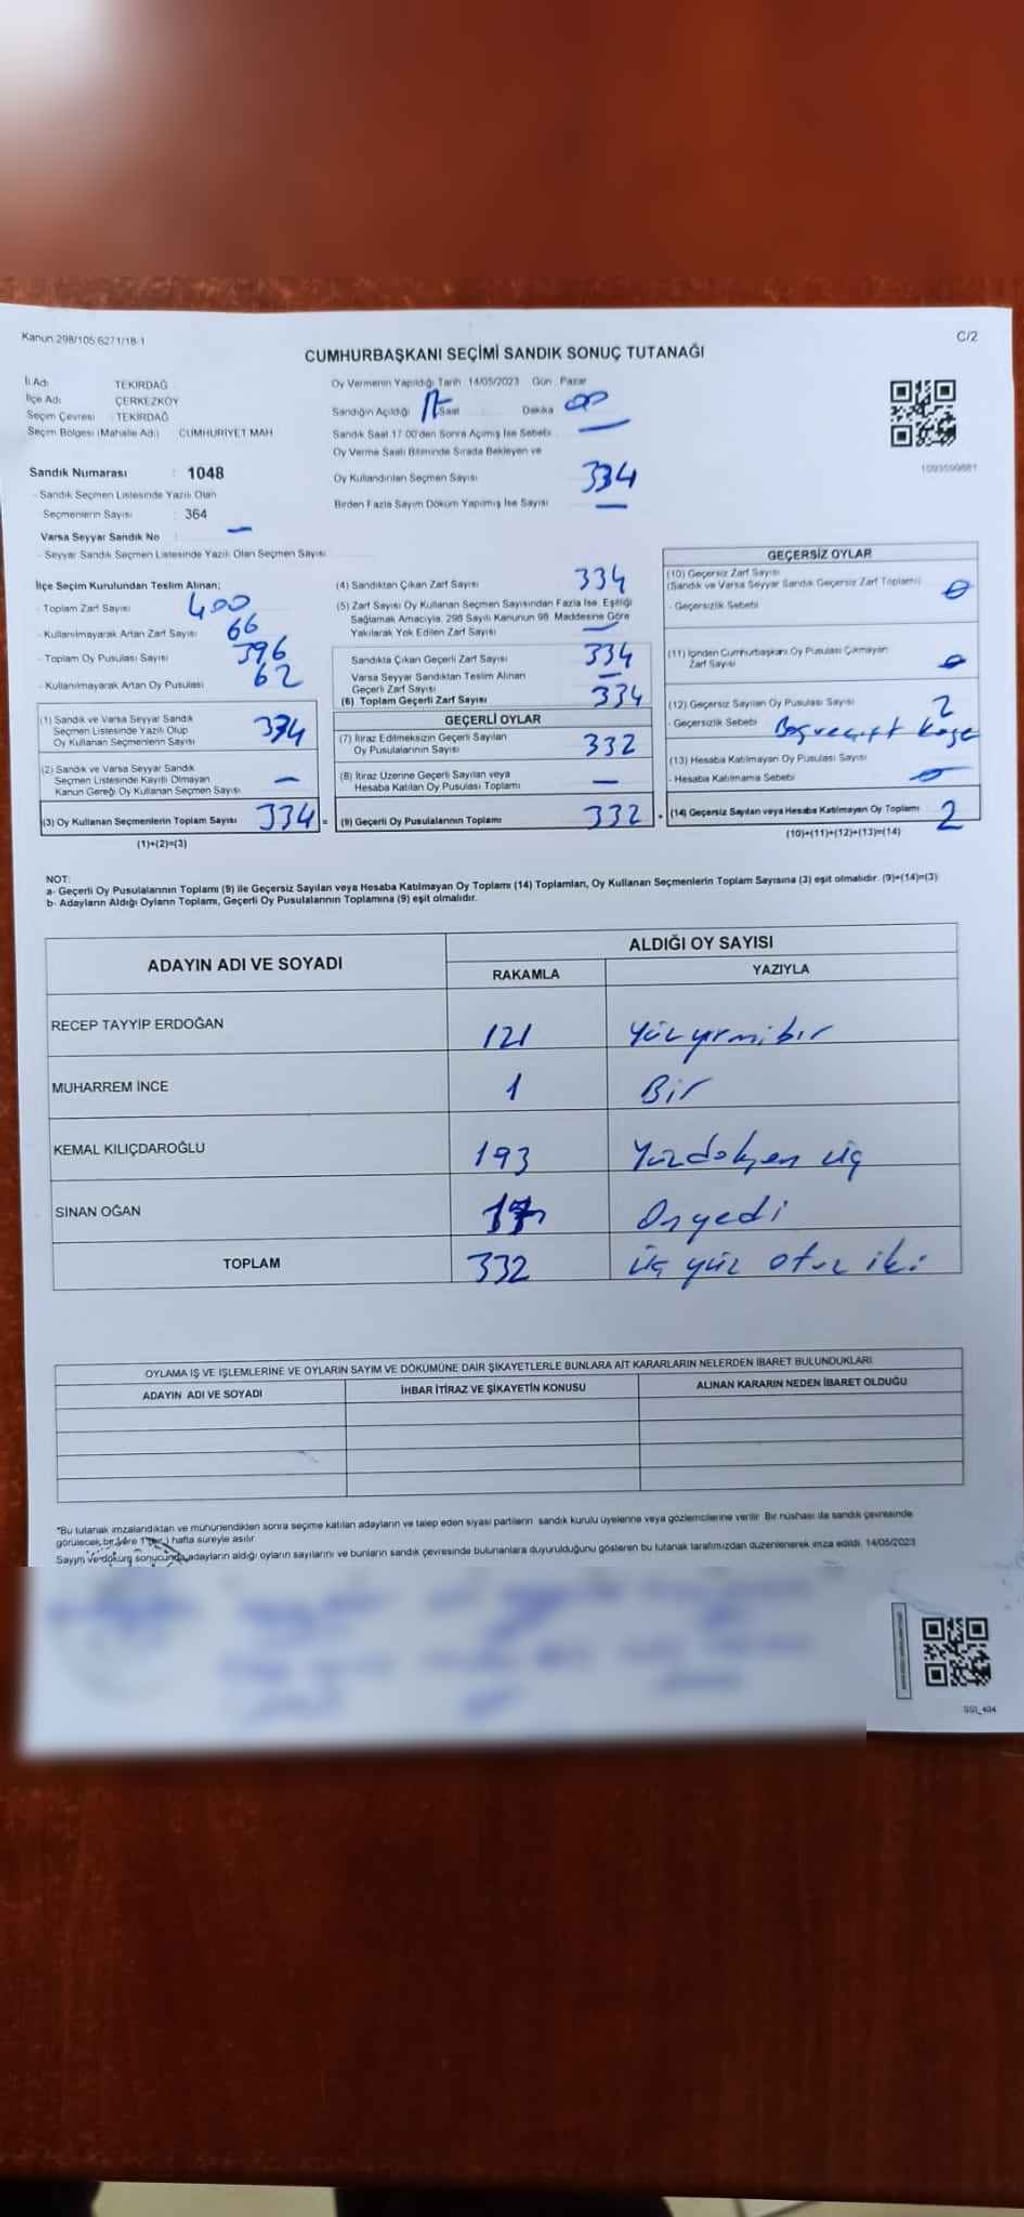 Kanun 298/105 6271/18-1
C/2
CUMHURBAŞKANI SEÇİMİ SANDIK SONUÇ TUTANAĞI
İl Adı: TEKİRDAĞ
İlçe Adı: ÇERKEZKÖY
Seçim Çevresi : TEKİRDAĞ
Seçim Bölgesi (Mahalle Adı) CUMHURİYET MAH
Sandık Numarası : 1048
- Sandık Seçmen Listesinde Yazılı Olan
Seçmenlerin Sayısı : 364
Varsa Seyyar Sandık No —
- Seyyar Sandık Seçmen Listesinde Yazılı Olan Seçmen Sayısı
Oy Vermenin Yapıldığı Tarih 14/05/2023 Gün Pazar
Sandığın Açıldığı 17 Saat Dakika 00
Sandık Saat 17 00'den Sonra Açılmış İse Sebebi —
Oy Verme Saati Bitiminde Sırada Bekleyen ve
Oy Kullandırılan Seçmen Sayısı 334
Birden Fazla Sayım Döküm Yapılmış İse Sayısı —
İlçe Seçim Kurulundan Teslim Alınan;
- Toplam Zarf Sayısı 400
- Kullanılmayarak Artan Zarf Sayısı 66
- Toplam Oy Pusulası Sayısı 396
- Kullanılmayarak Artan Oy Pusulası 62
(1) Sandık ve Varsa Seyyar Sandık
Seçmen Listesinde Yazılı Olup
Oy Kullanan Seçmenlerin Sayısı 334
(2) Sandık ve Varsa Seyyar Sandık
Seçmen Listesinde Kayıtlı Olmayan
Kanun Gereği Oy Kullanan Seçmen Sayısı —
(3) Oy Kullanan Seçmenlerin Toplam Sayısı 334 =
(1)+(2)=(3)
(4) Sandıktan Çıkan Zarf Sayısı 334
(5) Zarf Sayısı Oy Kullanan Seçmen Sayısından Fazla İse, Eşitliği
Sağlamak Amacıyla, 298 Sayılı Kanunun 98. Maddesine Göre
Yakılarak Yok Edilen Zarf Sayısı —
Sandıkta Çıkan Geçerli Zarf Sayısı 334
Varsa Seyyar Sandıktan Teslim Alınan
Geçerli Zarf Sayısı —
(6) Toplam Geçerli Zarf Sayısı 334
GEÇERLİ OYLAR
(7) İtiraz Edilmeksizin Geçerli Sayılan
Oy Pusulalarının Sayısı 332
(8) İtiraz Üzerine Geçerli Sayılan veya
Hesaba Katılan Oy Pusulası Toplamı —
(9) Geçerli Oy Pusulalarının Toplamı 332 +
GEÇERSİZ OYLAR
(10) Geçersiz Zarf Sayısı
(Sandık ve Varsa Seyyar Sandık Geçersiz Zarf Toplamı) 0
- Geçersizlik Sebebi
(11) İçinden Cumhurbaşkanı Oy Pusulası Çıkmayan
Zarf Sayısı 0
(12) Geçersiz Sayılan Oy Pusulası Sayısı 2
- Geçersizlik Sebebi Boş ve çift kaşe
(13) Hesaba Katılmayan Oy Pusulası Sayısı
- Hesaba Katılmama Sebebi 0
(14) Geçersiz Sayılan veya Hesaba Katılmayan Oy Toplamı 2
(10)+(11)+(12)+(13)=(14)
NOT:
a- Geçerli Oy Pusulalarının Toplamı (9) ile Geçersiz Sayılan veya Hesaba Katılmayan Oy Toplamı (14) Toplamları, Oy Kullanan Seçmenlerin Toplam Sayısına (3) eşit olmalıdır. (9)+(14)=(3)
b- Adayların Aldığı Oyların Toplamı, Geçerli Oy Pusulalarının Toplamına (9) eşit olmalıdır.
ADAYIN ADI VE SOYADI
ALDIĞI OY SAYISI
RAKAMLA YAZIYLA
RECEP TAYYİP ERDOĞAN 121 Yüz yirmi bir
MUHARREM İNCE 1 Bir
KEMAL KILIÇDAROĞLU 193 Yüzdoksen üç
SİNAN OĞAN 17 Onyedi
TOPLAM 332 üç yüz otuz iki
OYLAMA İŞ VE İŞLEMLERİNE VE OYLARIN SAYIM VE DÖKÜMÜNE DAİR ŞİKAYETLERLE BUNLARA AİT KARARLARIN NELERDEN İBARET BULUNDUKLARI
ADAYIN ADI VE SOYADI İHBAR İTİRAZ VE ŞİKAYETİN KONUSU ALINAN KARARIN NEDEN İBARET OLDUĞU
*Bu tutanak imzalandıktan ve mühürlendikten sonra seçime katılan adayların ve talep eden siyasi partilerin sandık kurulu üyelerine veya gözlemcilerine verilir. Bir nüshası da sandık çevresinde
görülecek bir yere 1 hafta süreyle asılır
Sayım ve döküm sonucunda adayların aldığı oyların sayılarını ve bunların sandık çevresinde bulunanlara duyurulduğunu gösteren bu tutanak tarafımızdan düzenlenerek imza edildi. 14/05/2023